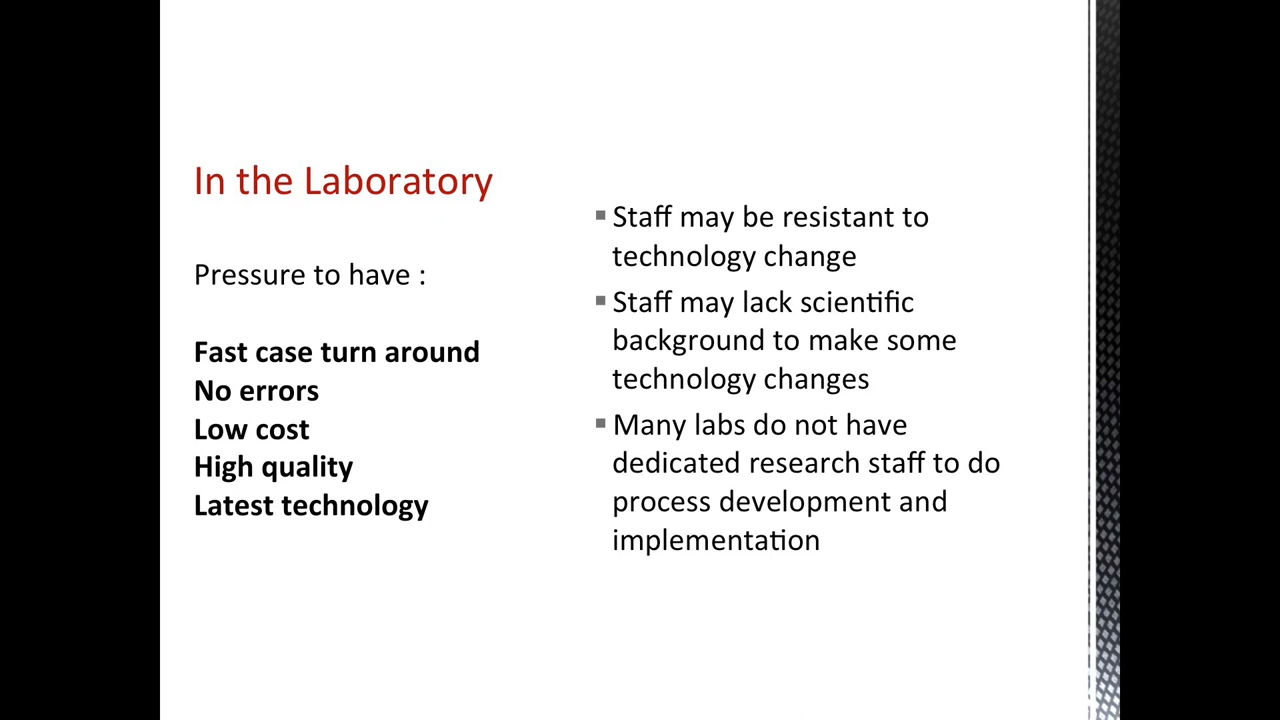 In the Laboratory
Pressure to have :
Fast case turn around
No errors
Low cost
High quality
Latest technology
▪ Staff may be resistant to
technology change
▪ Staff may lack scientific
background to make some
technology changes
▪ Many labs do not have
dedicated research staff to do
process development and
implementation